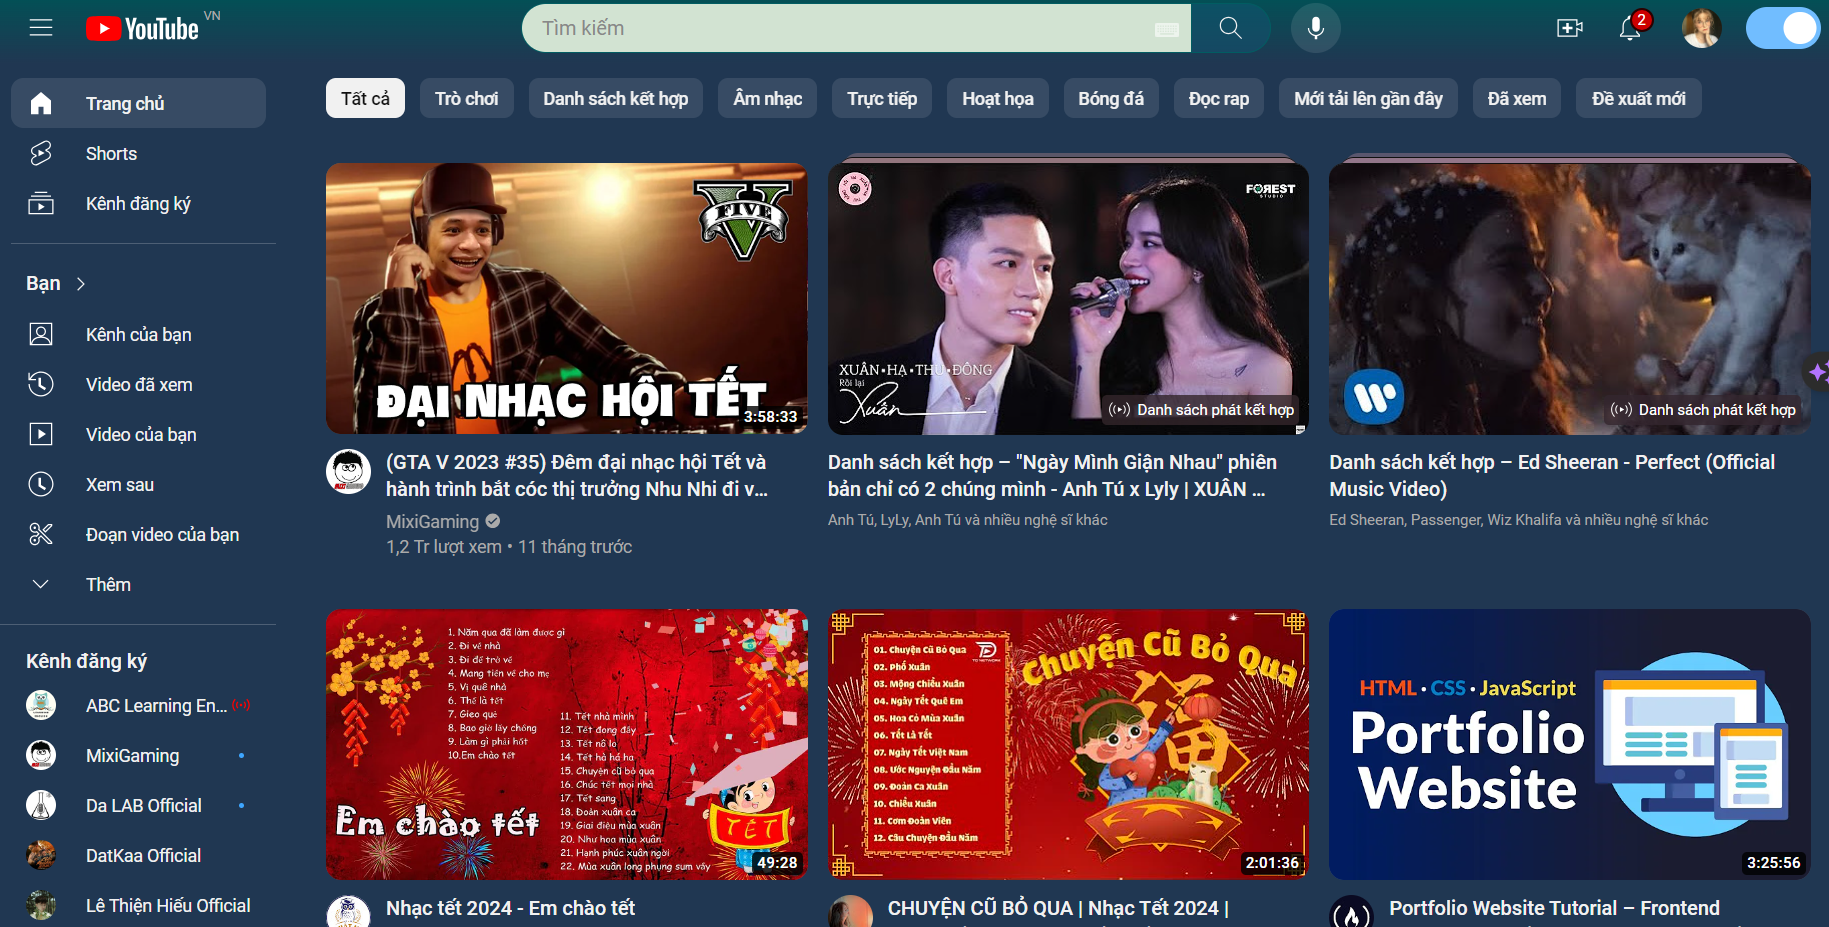 YouTube VN
Tìm kiếm
2
Trang chủ
Shorts
Kênh đăng ký
Bạn
Kênh của bạn
Video đã xem
Video của bạn
Xem sau
Đoạn video của bạn
Thêm
Kênh đăng ký
ABC Learning En...
MixiGaming
Da LAB Official
DatKaa Official
Lê Thiện Hiếu Official
Tất cả
Trò chơi
Danh sách kết hợp
Âm nhạc
Trực tiếp
Hoạt họa
Bóng đá
Đọc rap
Mới tải lên gần đây
Đã xem
Đề xuất mới
FIVE
V
ĐẠI NHẠC HỘI TẾT
3:58:33
(GTA V 2023 #35) Đêm đại nhạc hội Tết và
hành trình bắt cóc thị trưởng Nhu Nhi đi v...
MixiGaming
1,2 Tr lượt xem • 11 tháng trước
FOREST
STUDIO
XUÂN•HẠ•THU•ĐÔNG
Rồi lại
Xuân
Danh sách phát kết hợp
Danh sách kết hợp – "Ngày Mình Giận Nhau" phiên
bản chỉ có 2 chúng mình - Anh Tú x Lyly | XUÂN ...
Anh Tú, LyLy, Anh Tú và nhiều nghệ sĩ khác
Danh sách phát kết hợp
Danh sách kết hợp – Ed Sheeran - Perfect (Official
Music Video)
Ed Sheeran, Passenger, Wiz Khalifa và nhiều nghệ sĩ khác
1. Năm qua đã làm được gì
2. Đi về nhà
3. Đi để trở về
4. Mang tiền về cho mẹ
5. Vị quê nhà
6. Thế là tết
7. Gieo quẻ
8. Bao giờ lấy chồng
9. Làm gì phải hốt
10.Em chào tết
11. Tết nhà mình
12. Tết đong đầy
13. Tết nô lo
14. Tết hà há ha
15. Chuyện cũ bỏ qua
16. Chúc tết mọi nhà
17. Tết sang
18. Đoản xuân ca
19. Giai điệu mùa xuân
20. Như hoa mùa xuân
21. Hạnh phúc xuân ngời
22. Mùa xuân long phụng sum vầy
Em chào tết
TẾT
49:28
Nhạc tết 2024 - Em chào tết
01. Chuyện Cũ Bỏ Qua
02. Phố Xuân
03. Mộng Chiều Xuân
04. Ngày Tết Quê Em
05. Hoa Cỏ Mùa Xuân
06. Tết Là Tết
07. Ngày Tết Việt Nam
08. Ước Nguyện Đầu Năm
09. Đoản Ca Xuân
10. Chiều Xuân
11. Cơm Đoàn Viên
12. Câu Chuyện Đầu Năm
TD NETWORK
Chuyện Cũ Bỏ Qua
2:01:36
CHUYỆN CŨ BỎ QUA | Nhạc Tết 2024 |
HTML • CSS • JavaScript
Portfolio
Website
3:25:56
Portfolio Website Tutorial – Frontend